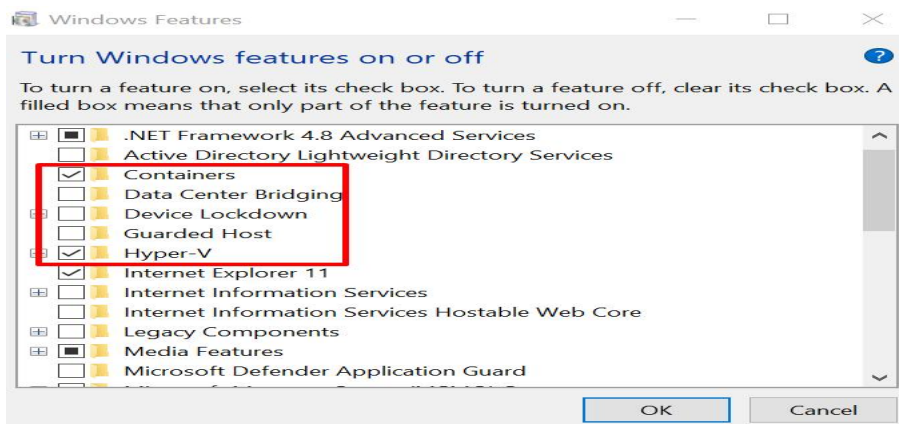 Windows Features
Turn Windows features on or off
?
To turn a feature on, select its check box. To turn a feature off, clear its check box. A
filled box means that only part of the feature is turned on.
.NET Framework 4.8 Advanced Services
Active Directory Lightweight Directory Services
Containers
Data Center Bridging
Device Lockdown
Guarded Host
Hyper-V
Internet Explorer 11
Internet Information Services
Internet Information Services Hostable Web Core
Legacy Components
Media Features
Microsoft Defender Application Guard
OK
Cancel